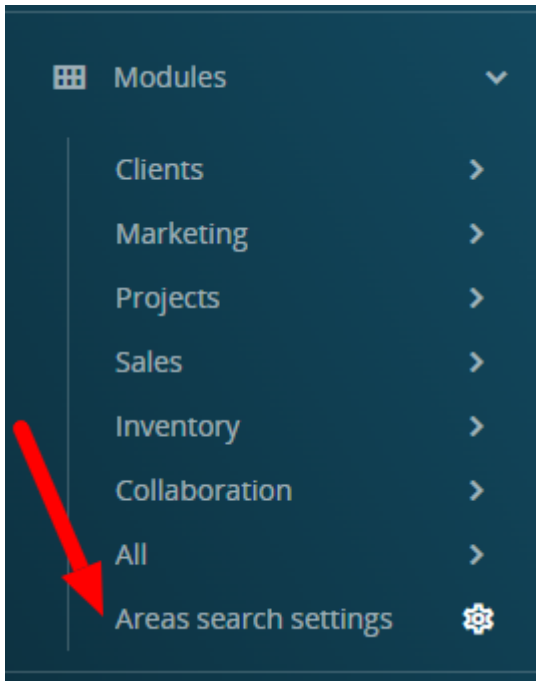 Modules
Clients
Marketing
Projects
Sales
Inventory
Collaboration
All
Areas search settings